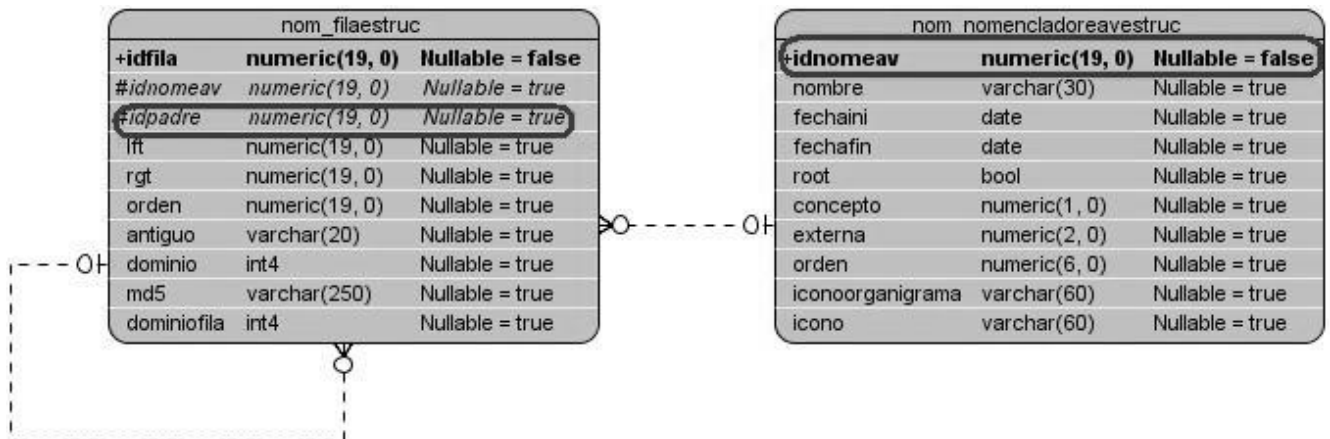 nom_filaestruc
+idfila numeric(19, 0) Nullable = false
#idnomeav numeric(19, 0) Nullable = true
#idpadre numeric(19, 0) Nullable = true
lft numeric(19, 0) Nullable = true
rgt numeric(19, 0) Nullable = true
orden numeric(19, 0) Nullable = true
antiguo varchar(20) Nullable = true
dominio int4 Nullable = true
md5 varchar(250) Nullable = true
dominiofila int4 Nullable = true
nom_nomencladoreavestruc
+idnomeav numeric(19, 0) Nullable = false
nombre varchar(30) Nullable = true
fechaini date Nullable = true
fechafin date Nullable = true
root bool Nullable = true
concepto numeric(1, 0) Nullable = true
externa numeric(2, 0) Nullable = true
orden numeric(6, 0) Nullable = true
iconoorganigrama varchar(60) Nullable = true
icono varchar(60) Nullable = true